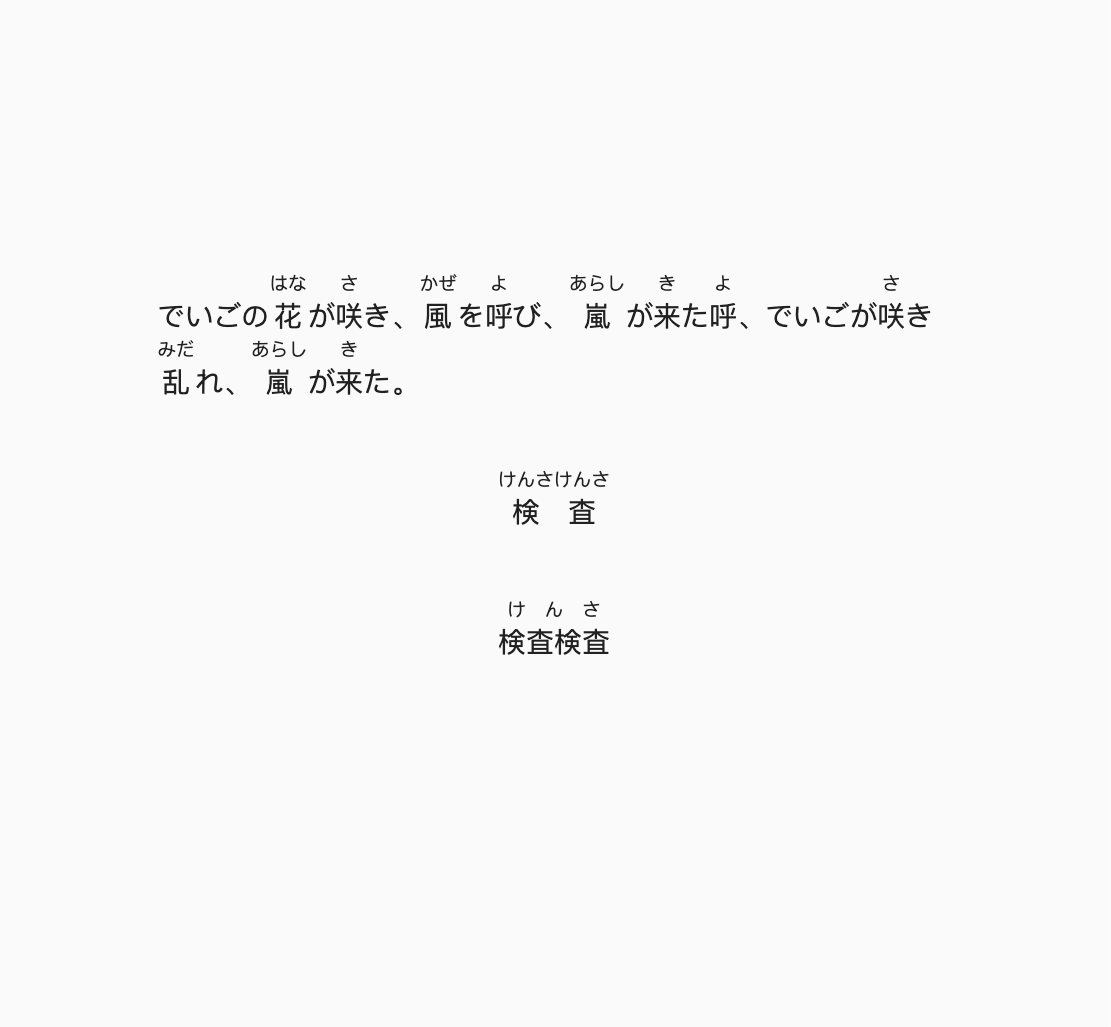 はな さ かぜ よ あらし き よ さ
でいごの花が咲き、風を呼び、嵐が来た呼、でいごが咲き
みだ あらし き
乱れ、嵐が来た。
けんさけんさ
検査
け ん さ
検査検査